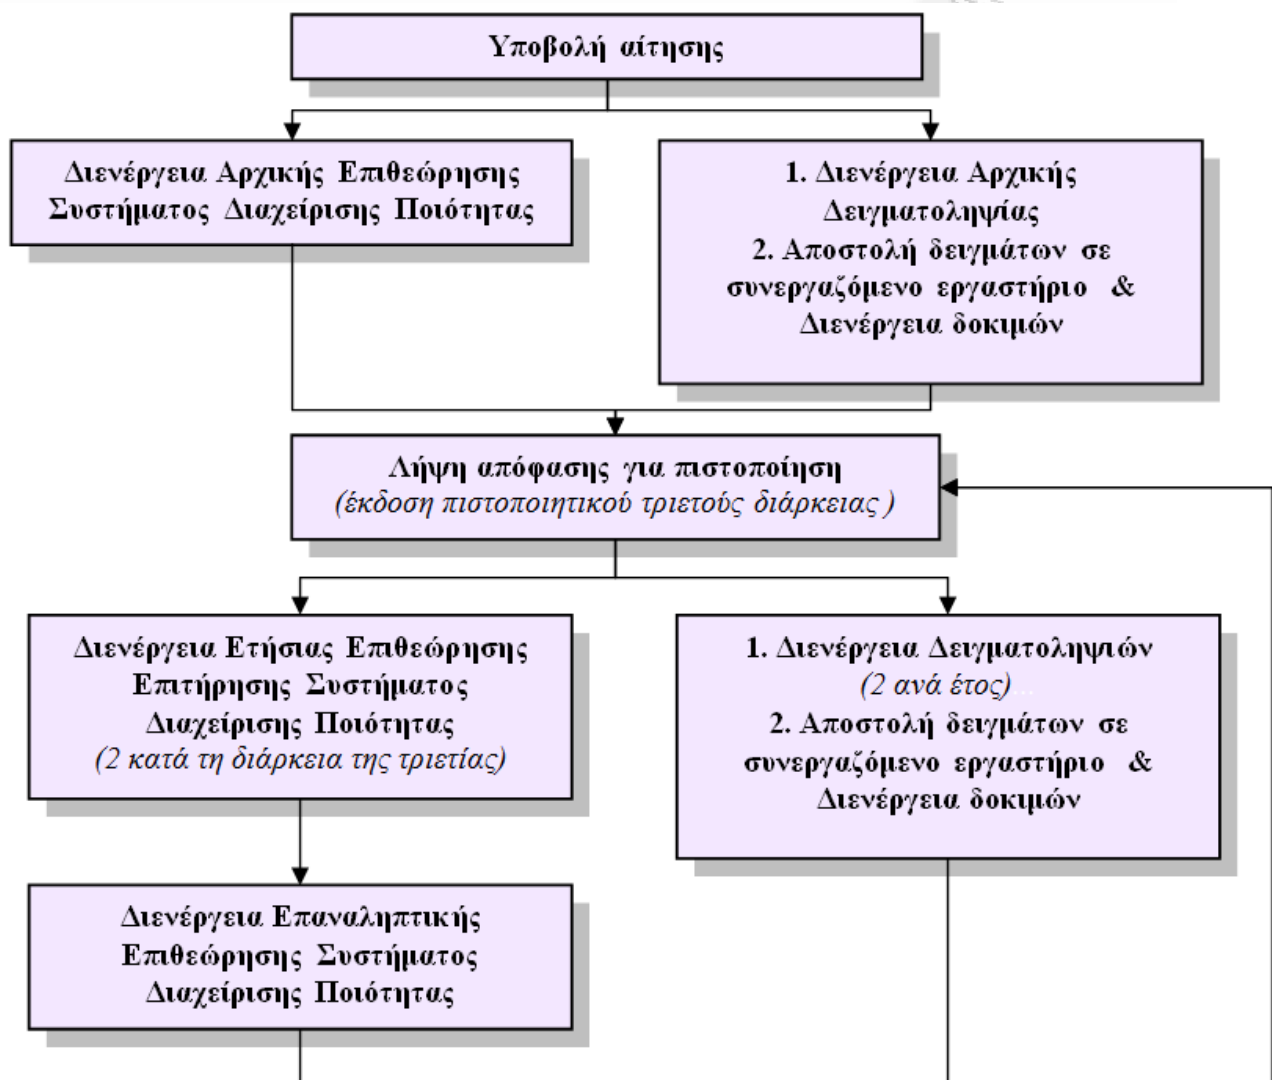 Υποβολή αίτησης
Διενέργεια Αρχικής Επιθεώρησης
Συστήματος Διαχείρισης Ποιότητας
1. Διενέργεια Αρχικής
Δειγματοληψίας
2. Αποστολή δειγμάτων σε
συνεργαζόμενο εργαστήριο &
Διενέργεια δοκιμών
Λήψη απόφασης για πιστοποίηση
(έκδοση πιστοποιητικού τριετούς διάρκειας )
Διενέργεια Ετήσιας Επιθεώρησης
Επιτήρησης Συστήματος
Διαχείρισης Ποιότητας
(2 κατά τη διάρκεια της τριετίας)
1. Διενέργεια Δειγματοληψιών
(2 ανά έτος)...
2. Αποστολή δειγμάτων σε
συνεργαζόμενο εργαστήριο &
Διενέργεια δοκιμών
Διενέργεια Επαναληπτικής
Επιθεώρησης Συστήματος
Διαχείρισης Ποιότητας